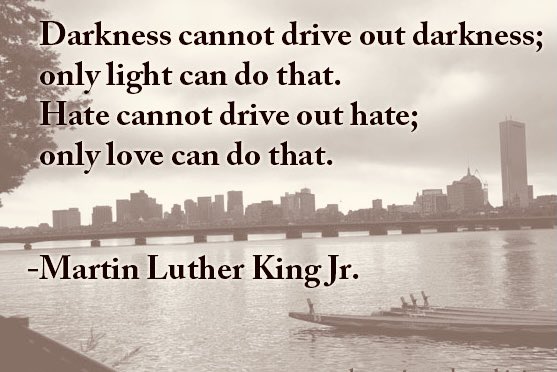 Darkness cannot drive out darkness;
only light can do that.
Hate cannot drive out hate;
only love can do that.
-Martin Luther King Jr.